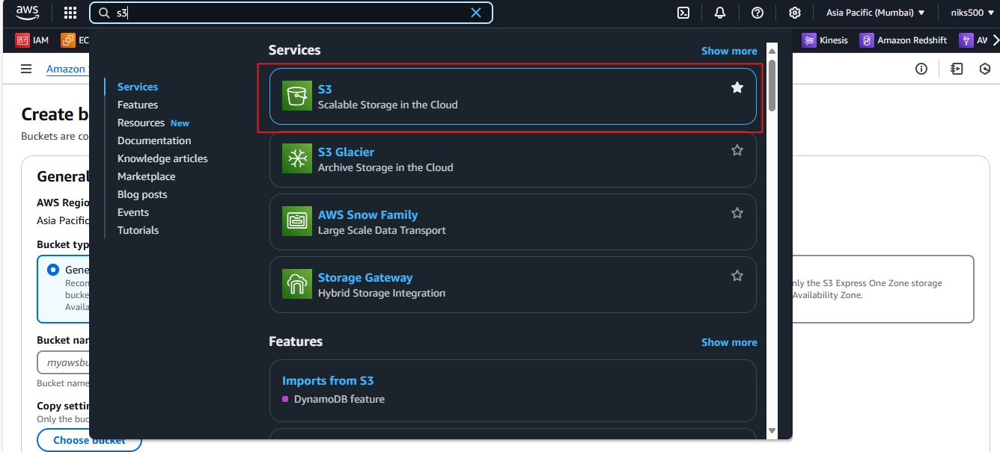 aws
s3
Asia Pacific (Mumbai)
niks500
IAM
EC
Kinesis
Amazon Redshift
AW
Amazon
Create b
Buckets are co
General
AWS Regio
Asia Pacific
Bucket typ
Gene
Recon
bucke
Availa
Bucket nar
myawsbu
Bucket name
Copy settin
Only the buc
Choose bucket
Services
Features
Resources New
Documentation
Knowledge articles
Marketplace
Blog posts
Events
Tutorials
Services Show more
S3
Scalable Storage in the Cloud
S3 Glacier
Archive Storage in the Cloud
AWS Snow Family
Large Scale Data Transport
Storage Gateway
Hybrid Storage Integration
Features Show more
Imports from S3
DynamoDB feature
nly the S3 Express One Zone storage
Availability Zone.